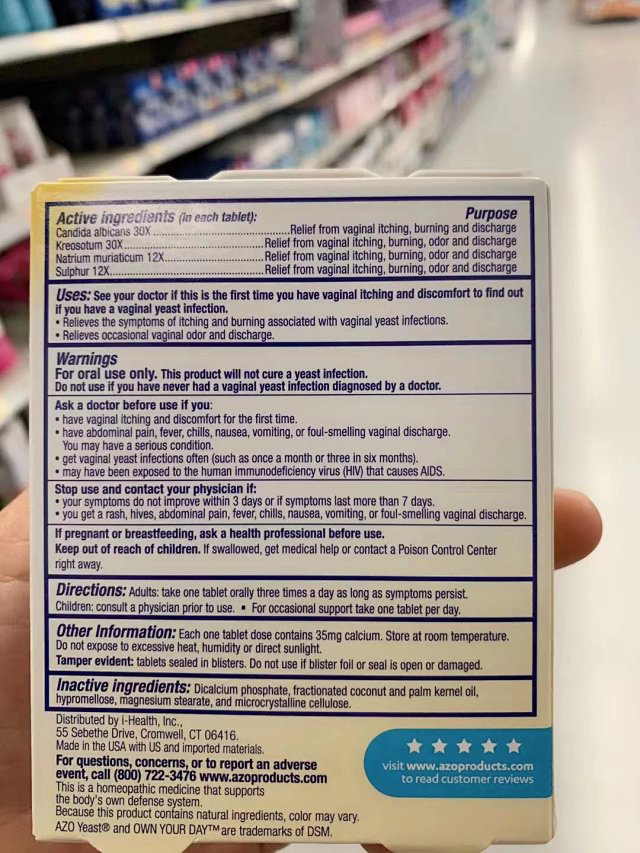 Active ingredients (in each tablet): Purpose
Candida albicans 30X..............................Relief from vaginal itching, burning and discharge
Kreosotum 30X..............................Relief from vaginal itching, burning, odor and discharge
Natrium muriaticum 12X..............................Relief from vaginal itching, burning, odor and discharge
Sulphur 12X..............................Relief from vaginal itching, burning, odor and discharge
Uses: See your doctor if this is the first time you have vaginal itching and discomfort to find out
if you have a vaginal yeast infection.
• Relieves the symptoms of itching and burning associated with vaginal yeast infections.
• Relieves occasional vaginal odor and discharge.
Warnings
For oral use only. This product will not cure a yeast infection.
Do not use if you have never had a vaginal yeast infection diagnosed by a doctor.
Ask a doctor before use if you:
• have vaginal itching and discomfort for the first time.
• have abdominal pain, fever, chills, nausea, vomiting, or foul-smelling vaginal discharge.
You may have a serious condition.
• get vaginal yeast infections often (such as once a month or three in six months).
• may have been exposed to the human immunodeficiency virus (HIV) that causes AIDS.
Stop use and contact your physician if:
• your symptoms do not improve within 3 days or if symptoms last more than 7 days.
• you get a rash, hives, abdominal pain, fever, chills, nausea, vomiting, or foul-smelling vaginal discharge.
If pregnant or breastfeeding, ask a health professional before use.
Keep out of reach of children. If swallowed, get medical help or contact a Poison Control Center
right away.
Directions: Adults: take one tablet orally three times a day as long as symptoms persist.
Children: consult a physician prior to use. ▪ For occasional support take one tablet per day.
Other Information: Each one tablet dose contains 35mg calcium. Store at room temperature.
Do not expose to excessive heat, humidity or direct sunlight.
Tamper evident: tablets sealed in blisters. Do not use if blister foil or seal is open or damaged.
Inactive ingredients: Dicalcium phosphate, fractionated coconut and palm kernel oil,
hypromellose, magnesium stearate, and microcrystalline cellulose.
Distributed by i-Health, Inc.,
55 Sebethe Drive, Cromwell, CT 06416.
Made in the USA with US and imported materials.
For questions, concerns, or to report an adverse
event, call (800) 722-3476 www.azoproducts.com
This is a homeopathic medicine that supports
the body's own defense system.
Because this product contains natural ingredients, color may vary.
AZO Yeast® and OWN YOUR DAY™ are trademarks of DSM.
visit www.azoproducts.com
to read customer reviews